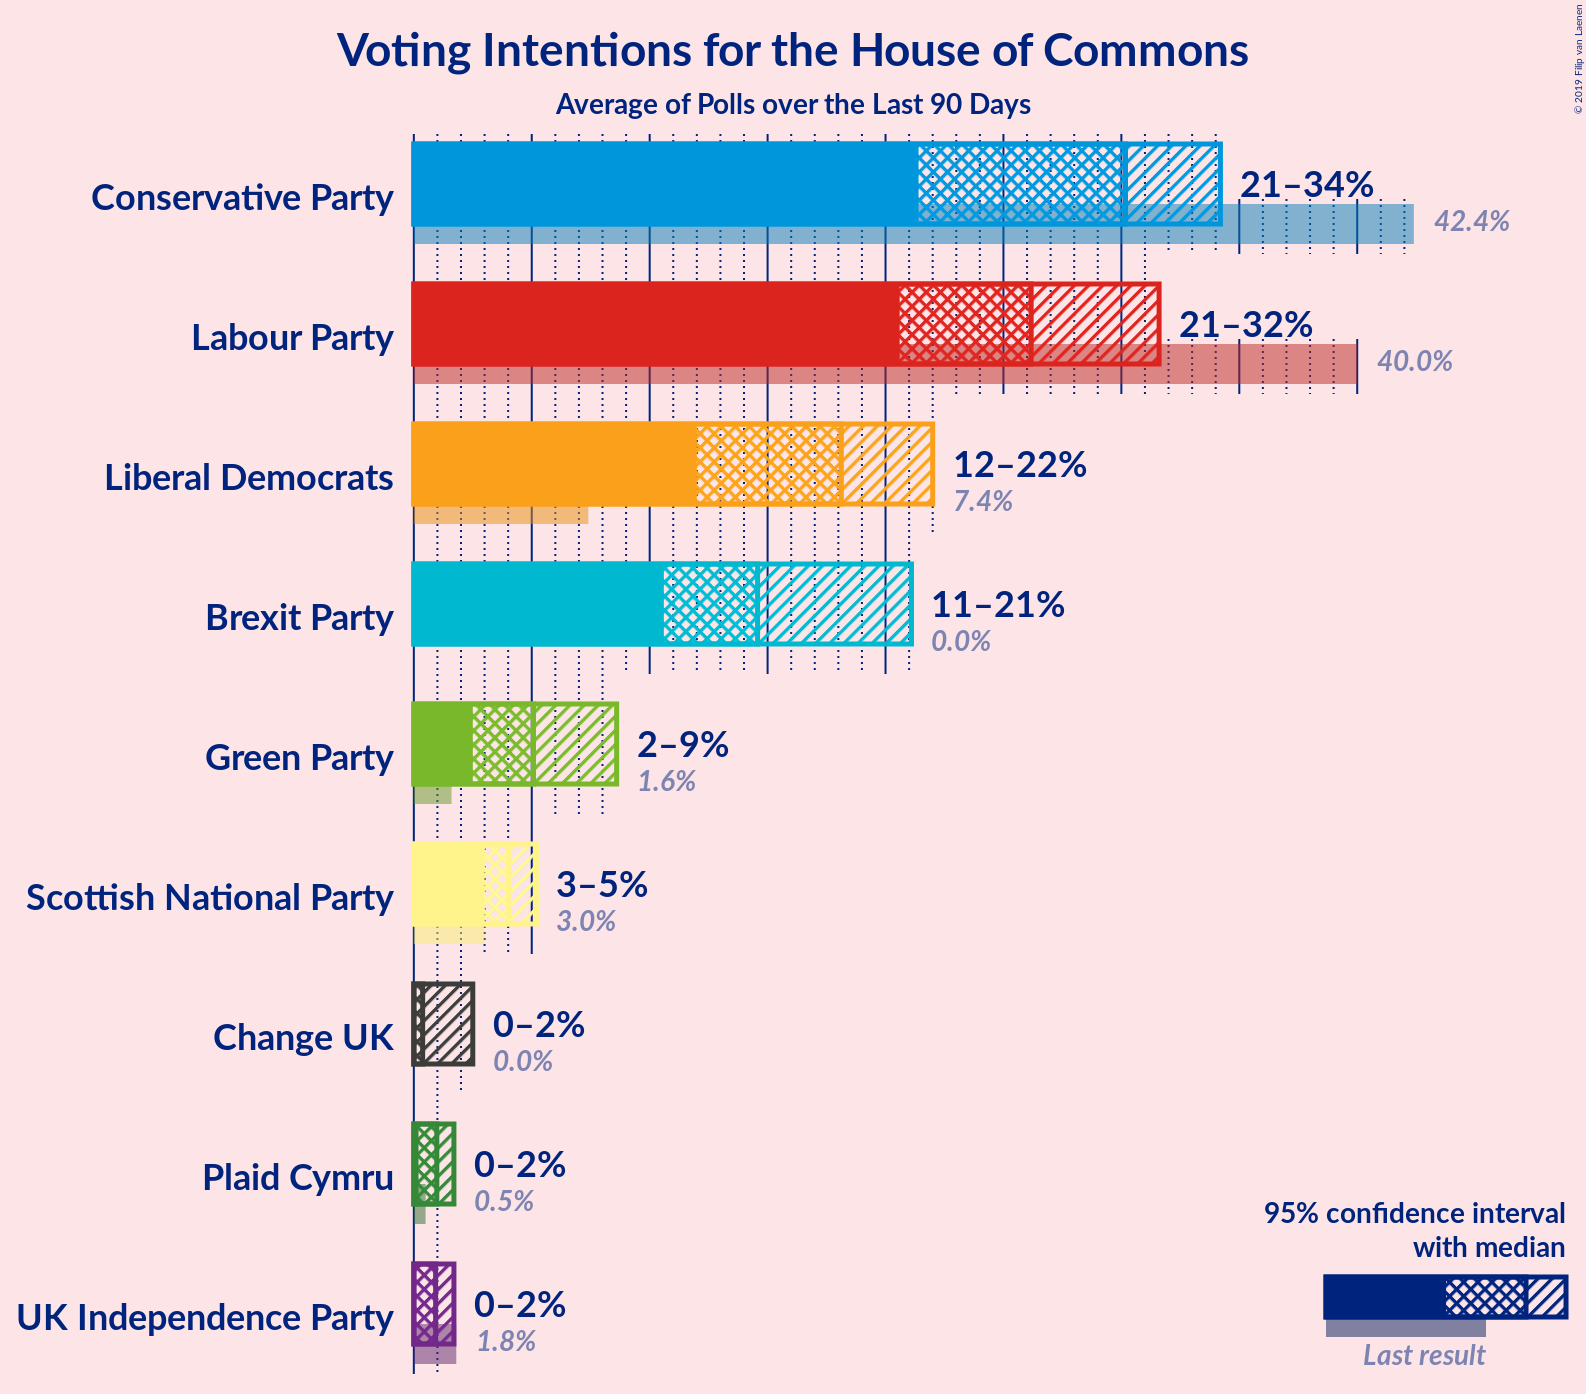 Voting Intentions for the House of Commons
Average of Polls over the Last 90 Days
© 2019 Filip van Laenen
Conservative Party
21–34%
42.4%
Labour Party
21–32%
40.0%
Liberal Democrats
12–22%
7.4%
Brexit Party
11–21%
0.0%
Green Party
2–9%
1.6%
Scottish National Party
3–5%
3.0%
Change UK
0–2%
0.0%
Plaid Cymru
0–2%
0.5%
UK Independence Party
0–2%
1.8%
95% confidence interval
with median
Last result